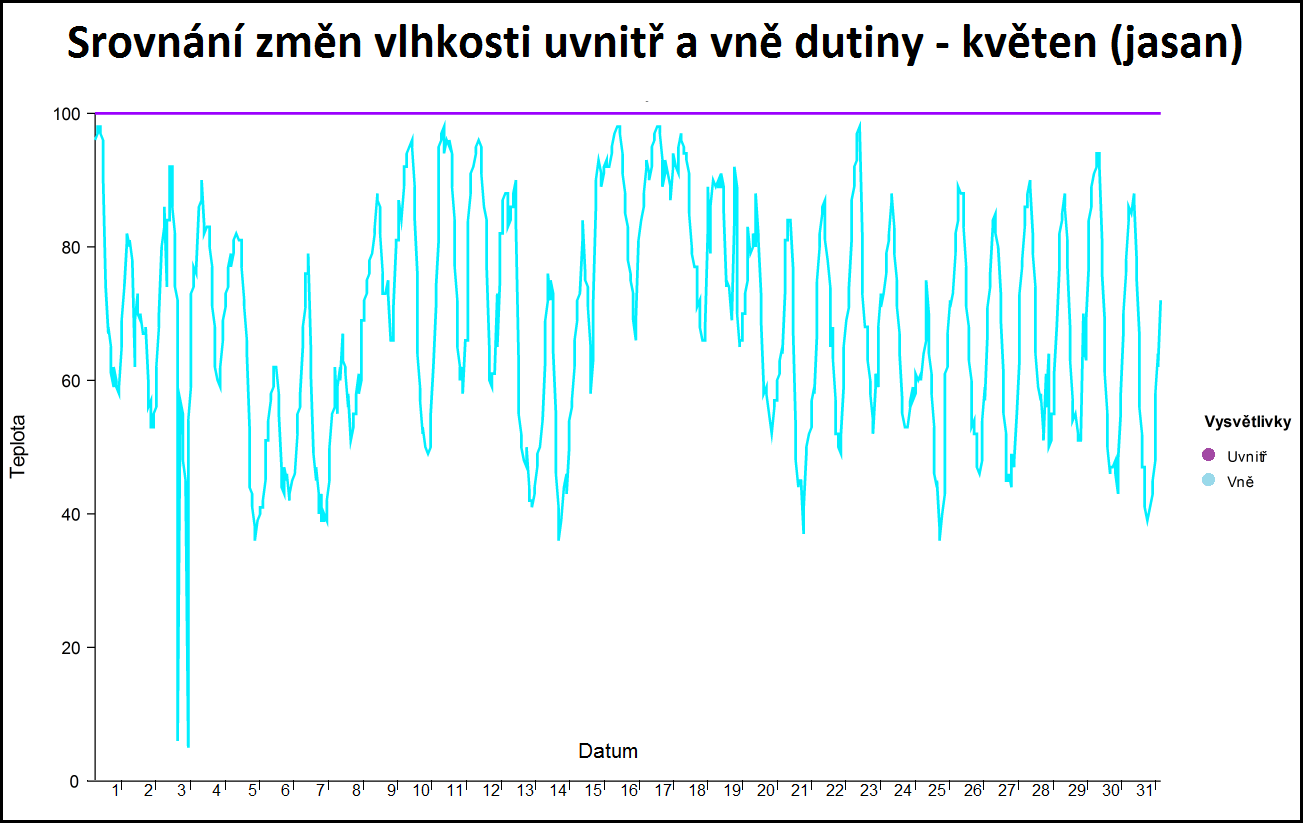 Srovnání změn vlhkosti uvnitř a vně dutiny - květen (jasan)
100
80
60
40
20
0
Teplota
Datum
1 2 3 4 5 6 7 8 9 10 11 12 13 14 15 16 17 18 19 20 21 22 23 24 25 26 27 28 29 30 31
Vysvětlivky
Uvnitř
Vně